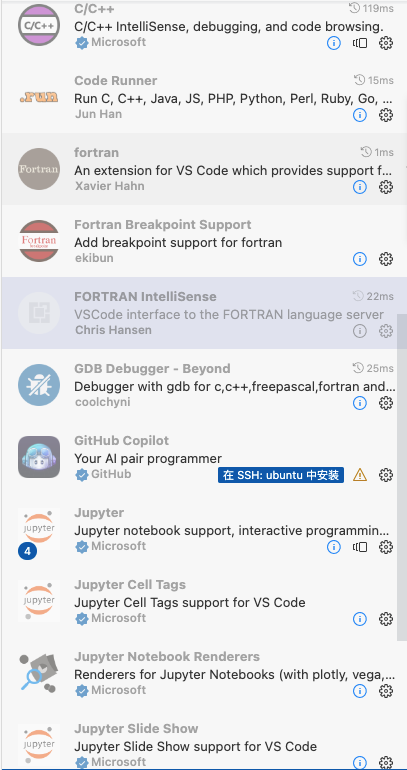 C/C++
119ms
C/C++
C/C++ IntelliSense, debugging, and code browsing.
Microsoft
Code Runner
15ms
.run
Run C, C++, Java, JS, PHP, Python, Perl, Ruby, Go, ...
Jun Han
fortran
1ms
Fortran
An extension for VS Code which provides support f...
Xavier Hahn
Fortran Breakpoint Support
Fortran
Add breakpoint support for fortran
ekibun
FORTRAN IntelliSense
22ms
VSCode interface to the FORTRAN language server
Chris Hansen
GDB Debugger - Beyond
25ms
Debugger with gdb for c,c++,freepascal,fortran and...
coolchyni
GitHub Copilot
Your AI pair programmer
GitHub
在 SSH: ubuntu 中安装
Jupyter
jupyter
Jupyter notebook support, interactive programmin...
4
Microsoft
Jupyter Cell Tags
jupyter
Jupyter Cell Tags support for VS Code
Microsoft
Jupyter Notebook Renderers
Renderers for Jupyter Notebooks (with plotly, vega,...
Microsoft
Jupyter Slide Show
jupyter
Jupyter Slide Show support for VS Code
Microsoft